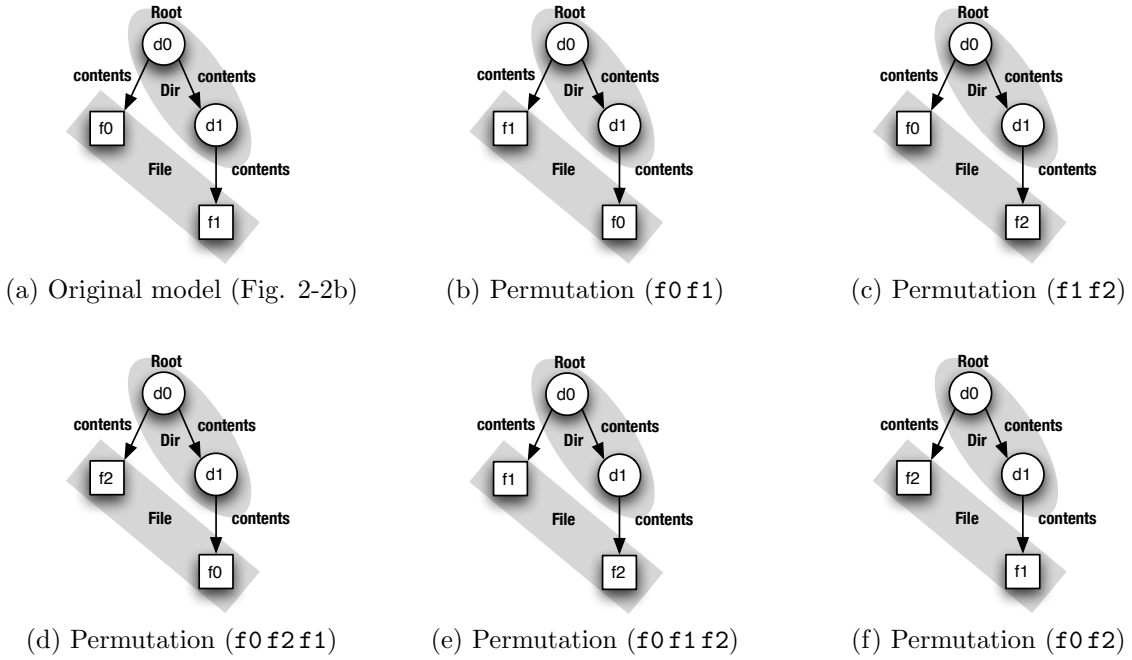 Root
d0
contents contents
Dir
f0 d1
File contents
f1
(a) Original model (Fig. 2-2b)
Root
d0
contents contents
Dir
f1 d1
File contents
f0
(b) Permutation (f0 f1)
Root
d0
contents contents
Dir
f0 d1
File contents
f2
(c) Permutation (f1 f2)
Root
d0
contents contents
Dir
f2 d1
File contents
f0
(d) Permutation (f0 f2 f1)
Root
d0
contents contents
Dir
f1 d1
File contents
f2
(e) Permutation (f0 f1 f2)
Root
d0
contents contents
Dir
f2 d1
File contents
f1
(f) Permutation (f0 f2)